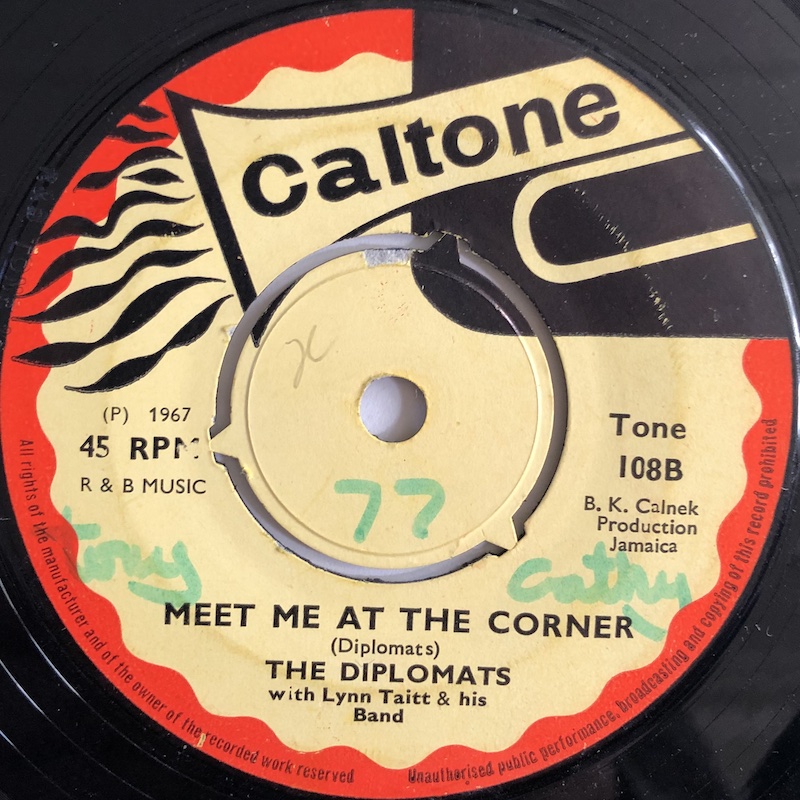 Caltone
(P) 1967
45 RPM
R & B MUSIC
Tone
108B
B. K. Calnek
Production
Jamaica
77
Tony
Cathy
MEET ME AT THE CORNER
(Diplomats)
THE DIPLOMATS
with Lynn Taitt & his
Band
All rights of the manufacturer and of the owner of the recorded work reserved
Unauthorised public performance, broadcasting and copying of this record prohibited